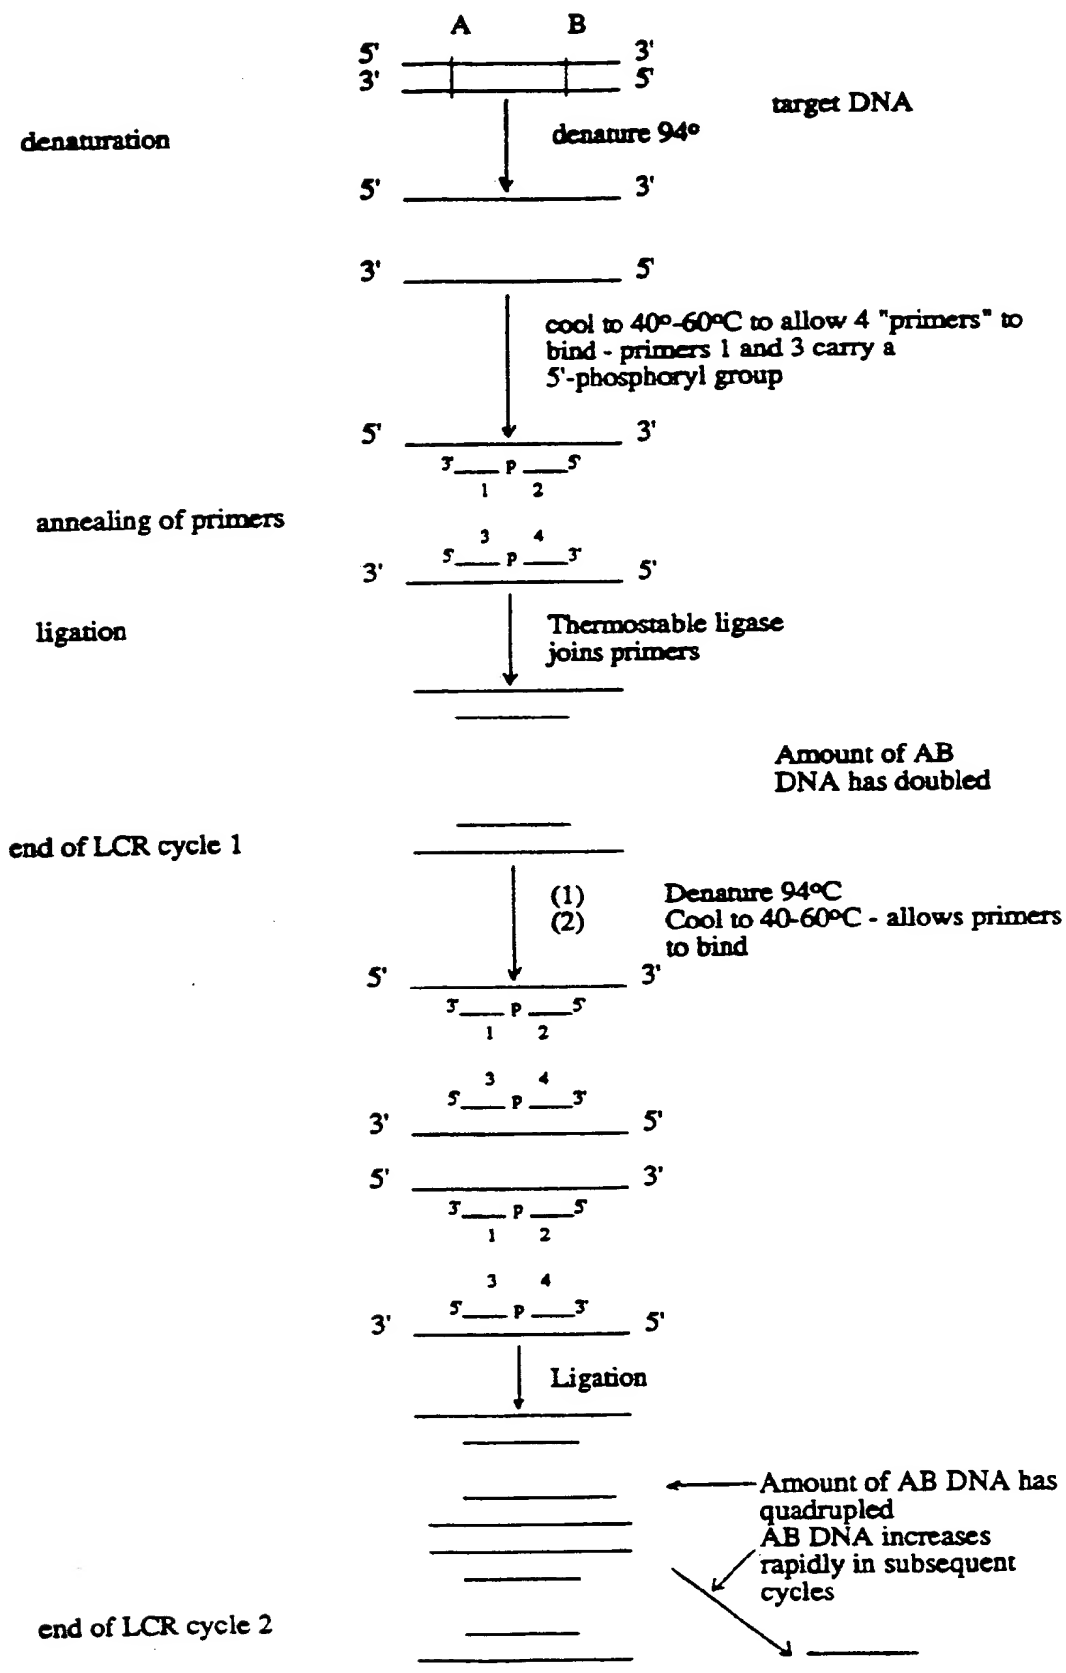 A B
5' 3'
3' 5'
target DNA
denaturation
denature 94º
5' 3'
3' 5'
cool to 40º-60ºC to allow 4 "primers" to
bind - primers 1 and 3 carry a
5'-phosphoryl group
5' 3'
3' P 5'
1 2
annealing of primers
3 4
5' P 3'
3' 5'
ligation
Thermostable ligase
joins primers
Amount of AB
DNA has doubled
end of LCR cycle 1
(1) Denature 94ºC
(2) Cool to 40-60ºC - allows primers
to bind
5' 3'
3' P 5'
1 2
3 4
5' P 3'
3' 5'
5' 3'
3' P 5'
1 2
3 4
5' P 3'
3' 5'
Ligation
Amount of AB DNA has
quadrupled
AB DNA increases
rapidly in subsequent
cycles
end of LCR cycle 2